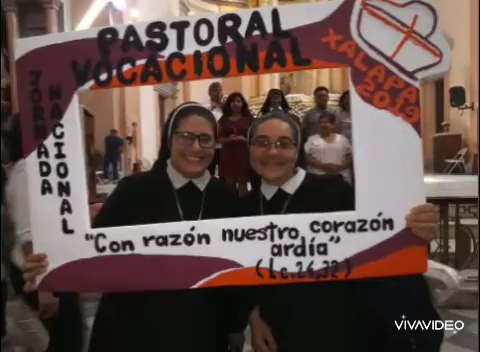 PASTORAL
VOCACIONAL
XALAPA
2019
JORNADA
NACIONAL
"Con razón nuestro corazón
ardía"
(Lc.24,32)
VIVAVIDEO